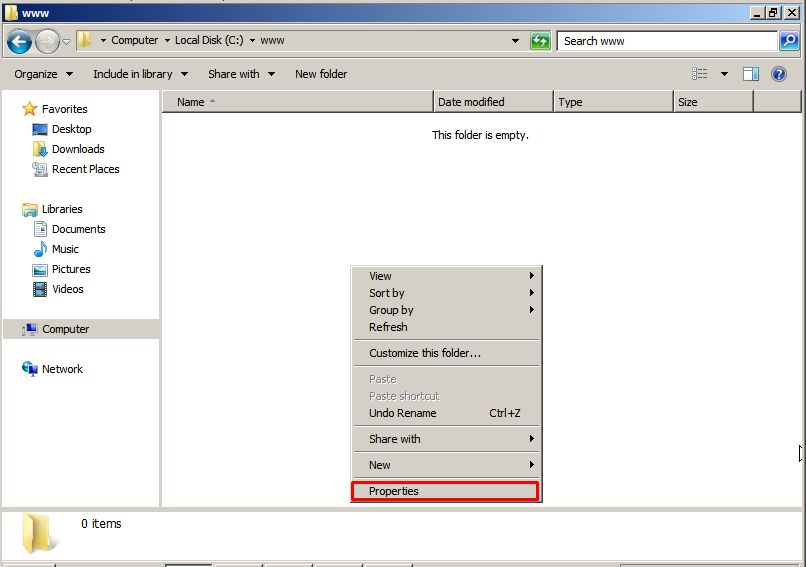 www
Computer Local Disk (C:) www
Search www
Organize Include in library Share with New folder
Name Date modified Type Size
This folder is empty.
Favorites
Desktop
Downloads
Recent Places
Libraries
Documents
Music
Pictures
Videos
Computer
Network
View
Sort by
Group by
Refresh
Customize this folder...
Paste
Paste shortcut
Undo Rename Ctrl+Z
Share with
New
Properties
0 items